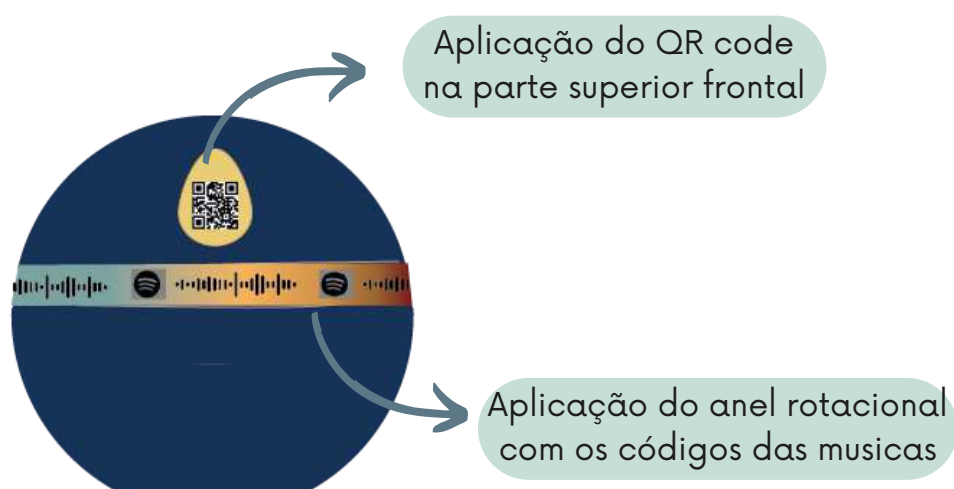 Aplicação do QR code
na parte superior frontal
Aplicação do anel rotacional
com os códigos das musicas